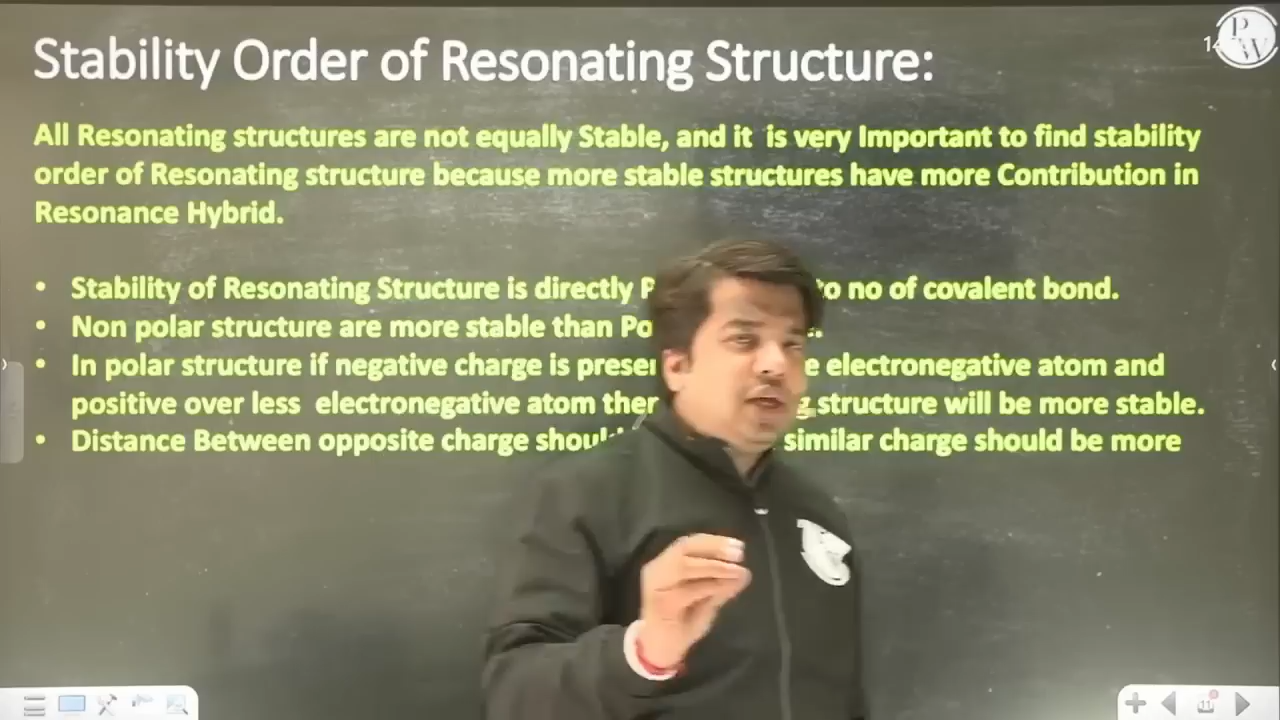 Stability Order of Resonating Structure:
P
W
All Resonating structures are not equally Stable, and it is very Important to find stability
order of Resonating structure because more stable structures have more Contribution in
Resonance Hybrid.
• Stability of Resonating Structure is directly to no of covalent bond.
• Non polar structure are more stable than
• In polar structure if negative charge is electronegative atom and
positive over less electronegative atom structure will be more stable.
• Distance Between opposite charge similar charge should be more
11